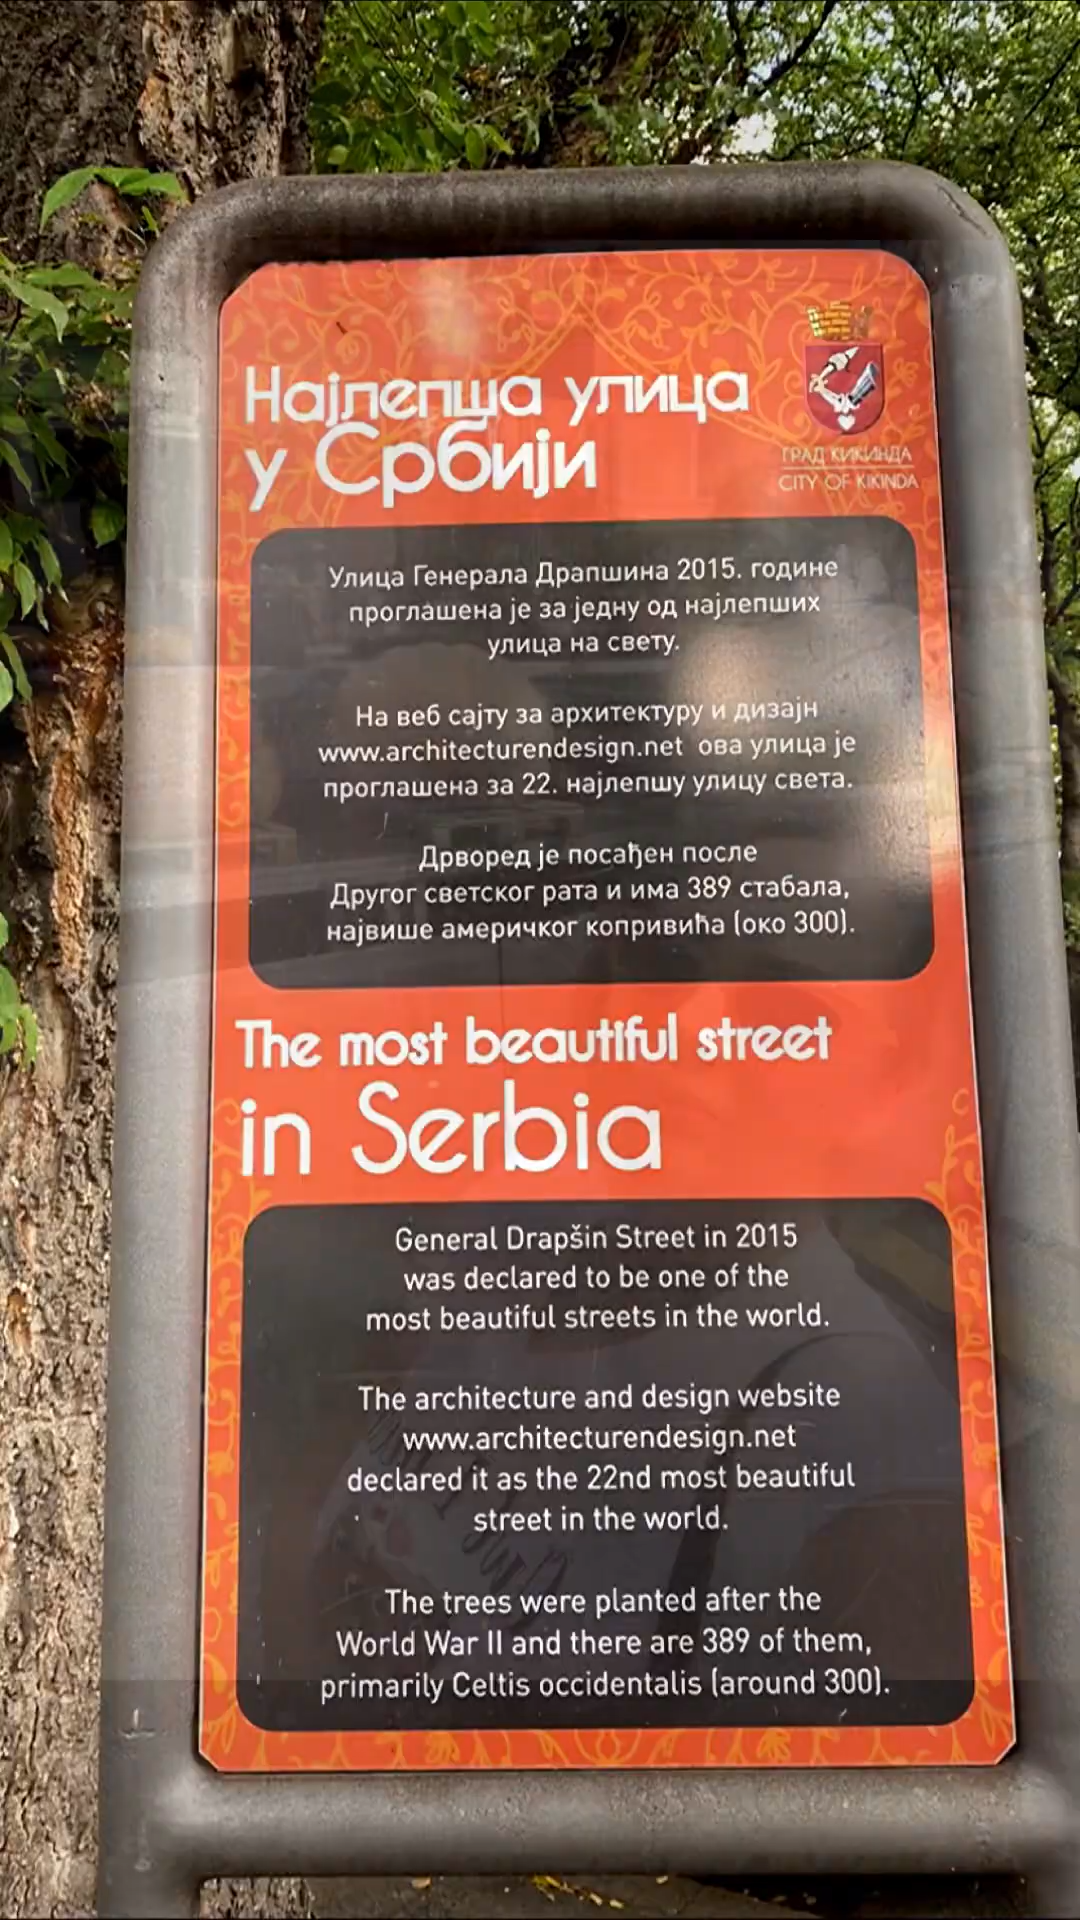 Најлепша улица
у Србији
ГРАД КИКИНДА
CITY OF KIKINDA
Улица Генерала Драпшина 2015. године
проглашена је за једну од најлепших
улица на свету.
На веб сајту за архитектуру и дизајн
www.architecturendesign.net ова улица је
проглашена за 22. најлепшу улицу света.
Дрворед је посађен после
Другог светског рата и има 389 стабала,
највише америчког копривића (око 300).
The most beautiful street
in Serbia
General Drapšin Street in 2015
was declared to be one of the
most beautiful streets in the world.
The architecture and design website
www.architecturendesign.net
declared it as the 22nd most beautiful
street in the world.
The trees were planted after the
World War II and there are 389 of them,
primarily Celtis occidentalis (around 300).